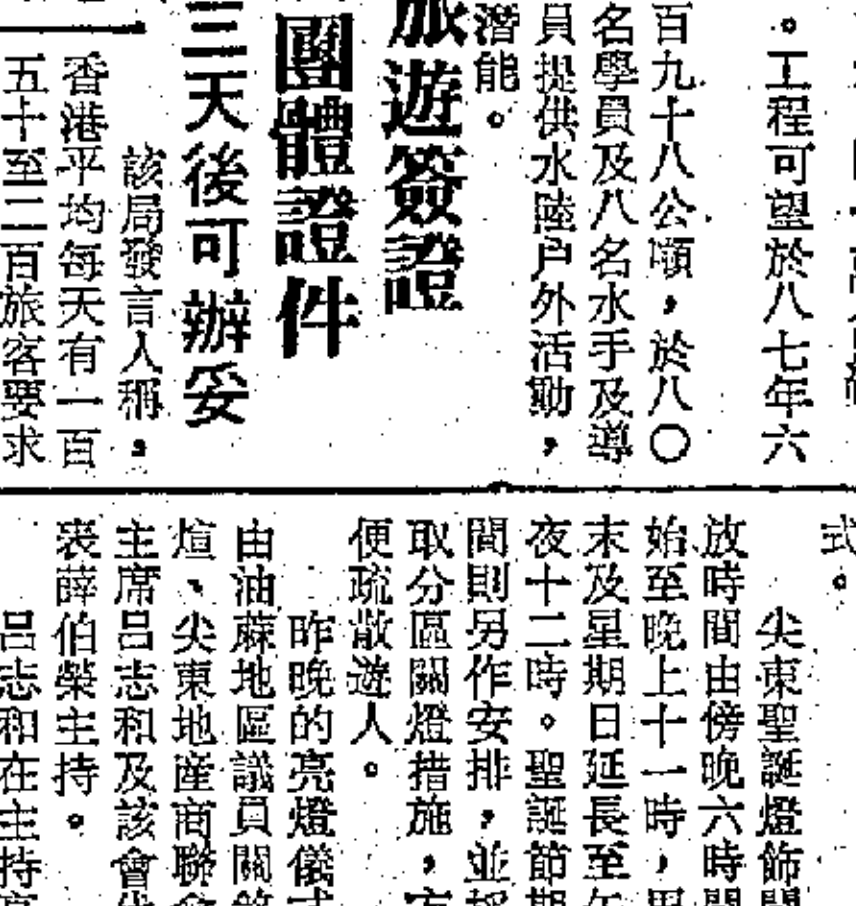 。工程可望於八七年六
百九十八公噸，於八〇
名學員及八名水手及導
員提供水陸戶外活動，
潛能。
旅遊簽證
團體證件
三天後可辦妥
該局發言人稱，
香港平均每天有一百
五十至二百旅客要求
式。
尖東聖誕燈飾開
放時間由傍晚六時開
始至晚上十一時，
末及星期日延長至午
夜十二時。聖誕節期
間則另作安排，並採
取分區關燈措施，
便疏散遊人。
昨晚的亮燈儀式
由油蔴地區議員關
煊、尖東地產商聯會
主席呂志和及該會
裘薛伯榮主持。
呂志和在主持